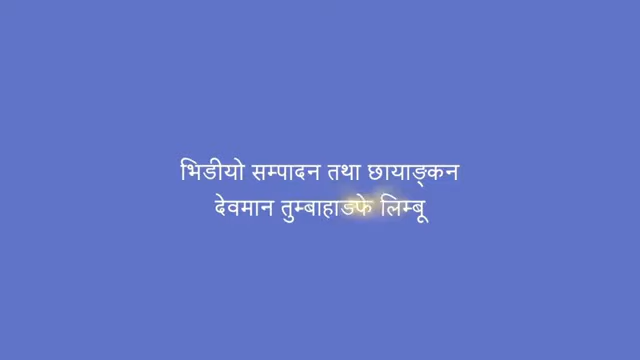 भिडीयो सम्पादन तथा छायाङ्कन
देवमान तुम्बाहाङफे लिम्बू